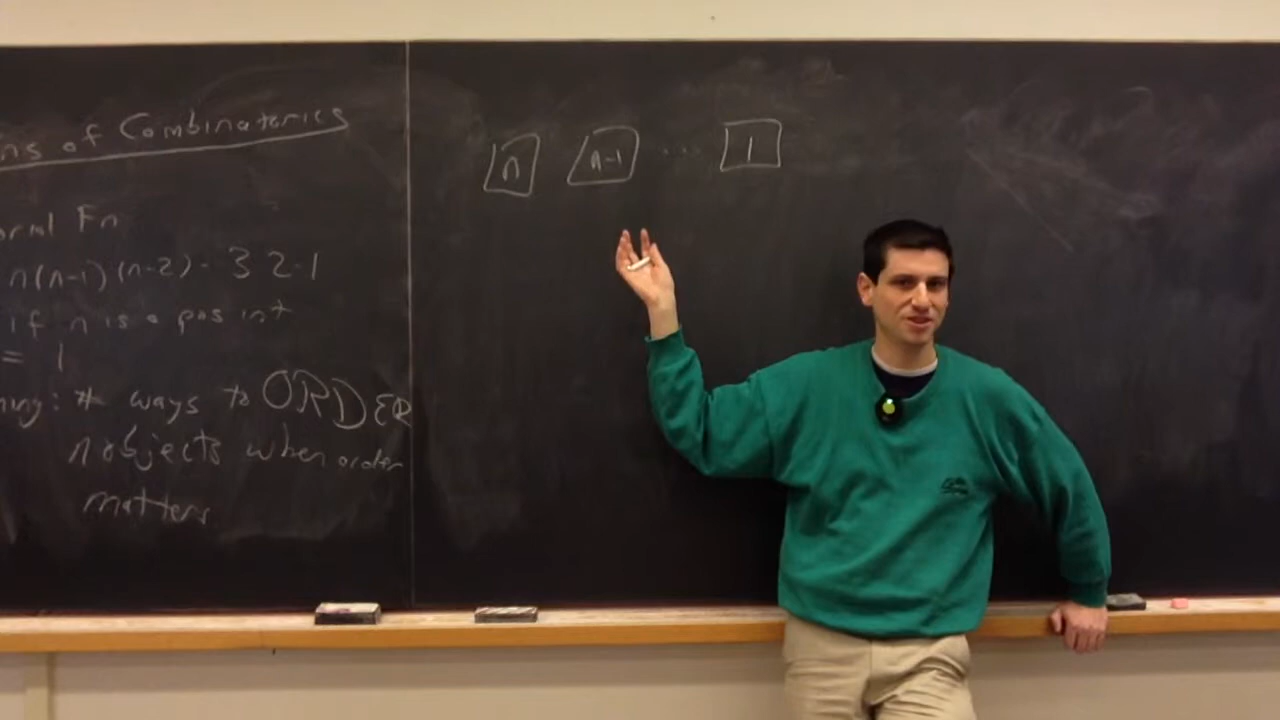 ns of Combinatorics
orial Fn
n(n-1)(n-2)- 3 2-1
if n is a pos int
= 1
ning: # ways to ORDER
n objects when order
matters
n n-1 ... 1